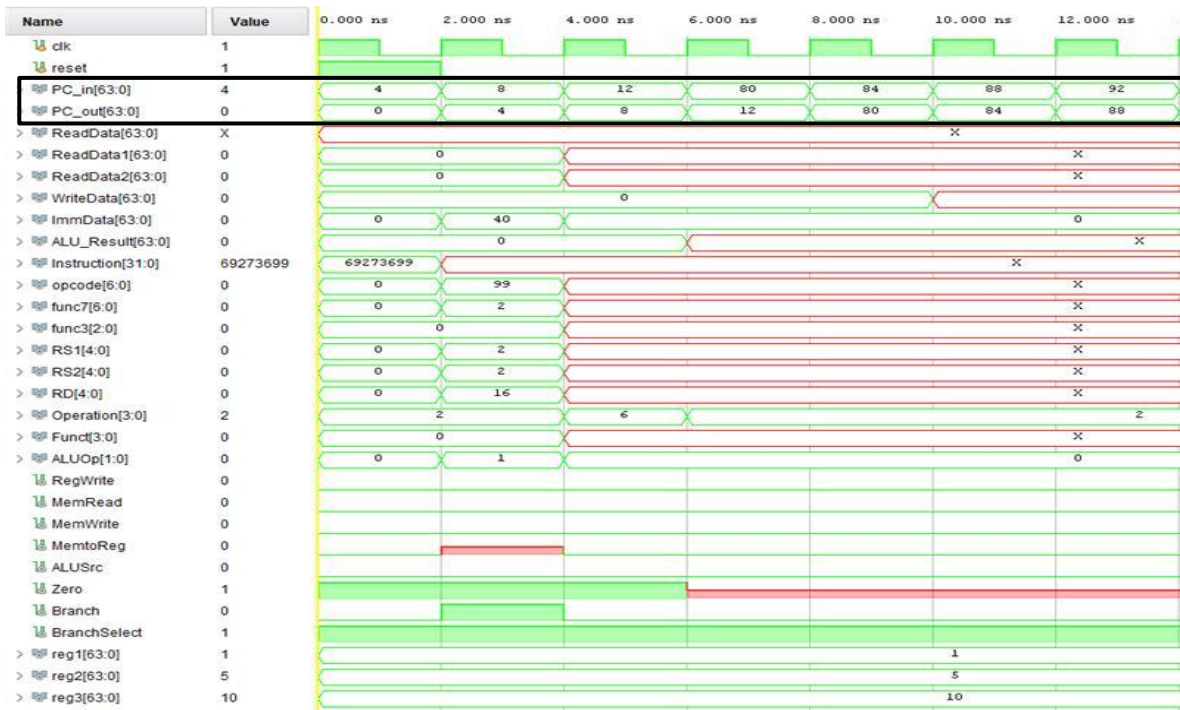 Name Value 0.000 ns 2.000 ns 4.000 ns 6.000 ns 8.000 ns 10.000 ns 12.000 ns
clk 1
reset 1
PC_in[63:0] 4 4 8 12 80 84 88 92
PC_out[63:0] 0 0 4 8 12 80 84 88
> ReadData[63:0] X X
> ReadData1[63:0] 0 0 X
> ReadData2[63:0] 0 0 X
> WriteData[63:0] 0 0
> ImmData[63:0] 0 0 40 0
> ALU_Result[63:0] 0 0 X
> Instruction[31:0] 69273699 69273699 X
> opcode[6:0] 0 0 99 X
> func7[6:0] 0 0 2 X
> func3[2:0] 0 0 X
> RS1[4:0] 0 0 2 X
> RS2[4:0] 0 0 2 X
> RD[4:0] 0 0 16 X
> Operation[3:0] 2 2 6 2
> Funct[3:0] 0 0 X
> ALUOp[1:0] 0 0 1 0
RegWrite 0
MemRead 0
MemWrite 0
MemtoReg 0
ALUSrc 0
Zero 1
Branch 0
BranchSelect 1
> reg1[63:0] 1 1
> reg2[63:0] 5 5
> reg3[63:0] 10 10